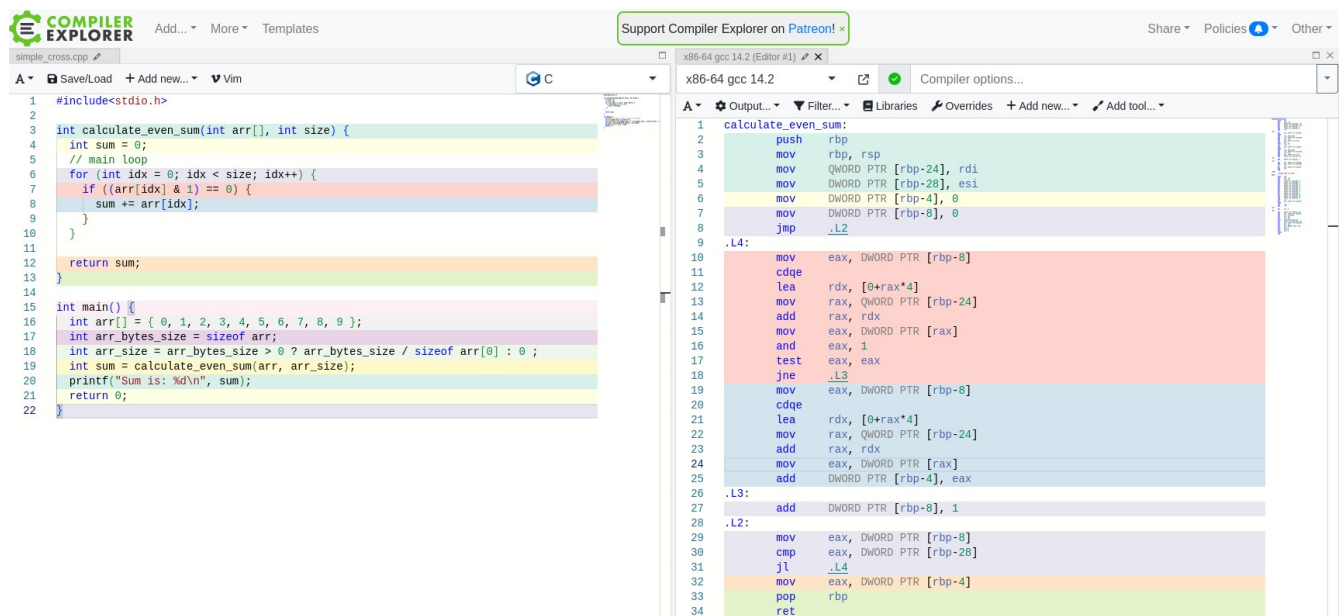 COMPILER
EXPLORER
Add... More Templates
Support Compiler Explorer on Patreon! ×
Share Policies Other
simple_cross.cpp
A Save/Load + Add new... Vim
C
1 #include<stdio.h>
2
3 int calculate_even_sum(int arr[], int size) {
4 int sum = 0;
5 // main loop
6 for (int idx = 0; idx < size; idx++) {
7 if ((arr[idx] & 1) == 0) {
8 sum += arr[idx];
9 }
10 }
11
12 return sum;
13 }
14
15 int main() {
16 int arr[] = { 0, 1, 2, 3, 4, 5, 6, 7, 8, 9 };
17 int arr_bytes_size = sizeof arr;
18 int arr_size = arr_bytes_size > 0 ? arr_bytes_size / sizeof arr[0] : 0 ;
19 int sum = calculate_even_sum(arr, arr_size);
20 printf("Sum is: %d\n", sum);
21 return 0;
22 }
x86-64 gcc 14.2 (Editor #1)
x86-64 gcc 14.2
Compiler options...
A Output... Filter... Libraries Overrides + Add new... Add tool...
1 calculate_even_sum:
2 push rbp
3 mov rbp, rsp
4 mov QWORD PTR [rbp-24], rdi
5 mov DWORD PTR [rbp-28], esi
6 mov DWORD PTR [rbp-4], 0
7 mov DWORD PTR [rbp-8], 0
8 jmp .L2
9 .L4:
10 mov eax, DWORD PTR [rbp-8]
11 cdqe
12 lea rdx, [0+rax*4]
13 mov rax, QWORD PTR [rbp-24]
14 add rax, rdx
15 mov eax, DWORD PTR [rax]
16 and eax, 1
17 test eax, eax
18 jne .L3
19 mov eax, DWORD PTR [rbp-8]
20 cdqe
21 lea rdx, [0+rax*4]
22 mov rax, QWORD PTR [rbp-24]
23 add rax, rdx
24 mov eax, DWORD PTR [rax]
25 add DWORD PTR [rbp-4], eax
26 .L3:
27 add DWORD PTR [rbp-8], 1
28 .L2:
29 mov eax, DWORD PTR [rbp-8]
30 cmp eax, DWORD PTR [rbp-28]
31 jl .L4
32 mov eax, DWORD PTR [rbp-4]
33 pop rbp
34 ret